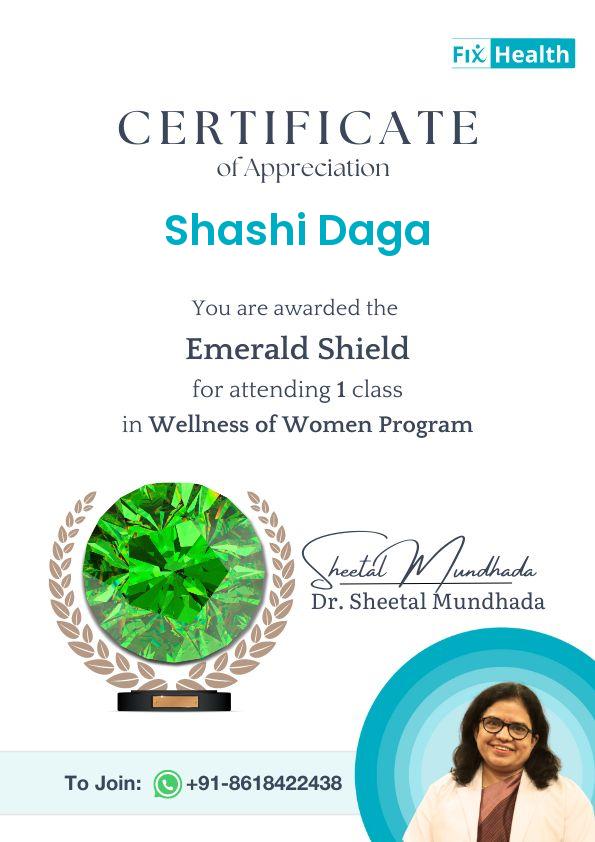 Fix Health
CERTIFICATE
of Appreciation
Shashi Daga
You are awarded the
Emerald Shield
for attending 1 class
in Wellness of Women Program
Sheetal Mundhada
Dr. Sheetal Mundhada
To Join: +91-8618422438